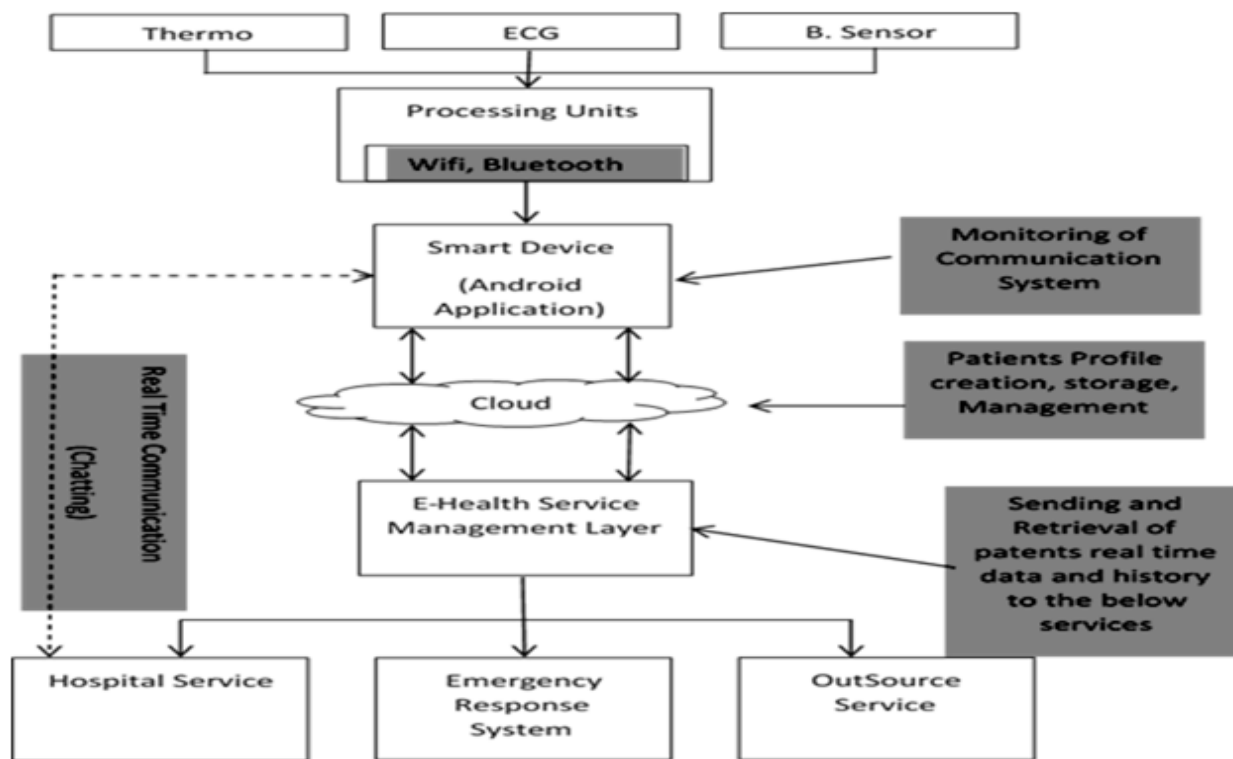 Thermo
ECG
B. Sensor
Processing Units
Wifi, Bluetooth
Smart Device
(Android
Application)
Monitoring of
Communication
System
Patients Profile
creation, storage,
Management
Cloud
Real Time Communication
(Chatting)
E-Health Service
Management Layer
Sending and
Retrieval of
patents real time
data and history
to the below
services
Hospital Service
Emergency
Response
System
OutSource
Service